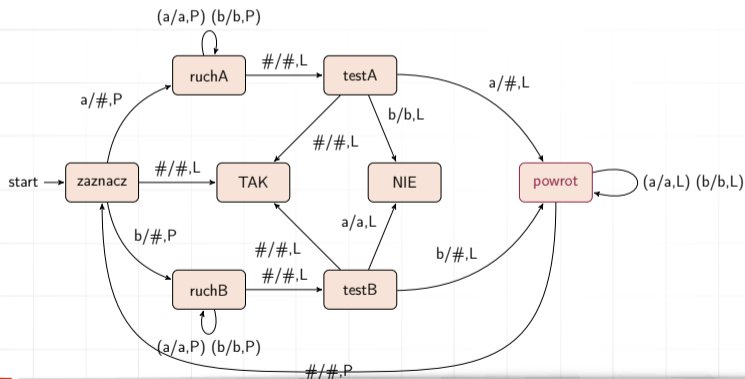 (a/a,P) (b/b,P)
#/#,L
ruchA
testA
a/#,L
a/#,P
b/b,L
#/#,L
start
zaznacz
#/#,L
TAK
NIE
powrot
(a/a,L) (b/b,L)
b/#,P
a/a,L
#/#,L
b/#,L
#/#,L
ruchB
testB
(a/a,P) (b/b,P)
#/#,P